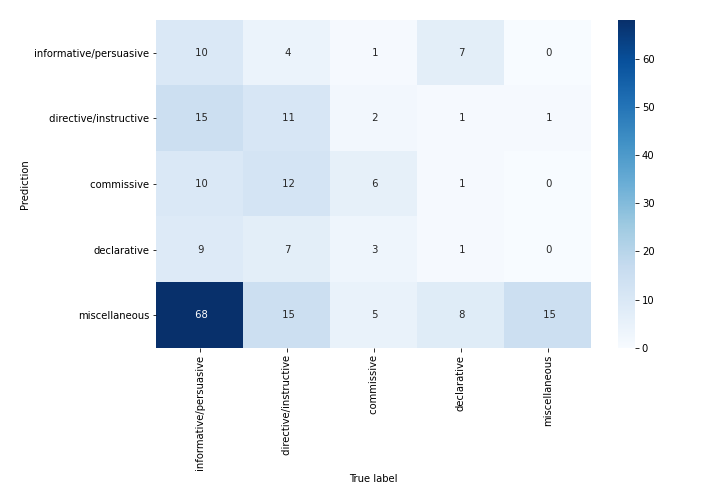 informative/persuasive 10 4 1 7 0
directive/instructive 15 11 2 1 1
commissive 10 12 6 1 0
declarative 9 7 3 1 0
miscellaneous 68 15 5 8 15
Prediction
informative/persuasive
directive/instructive
commissive
declarative
miscellaneous
True label
60
50
40
30
20
10
0